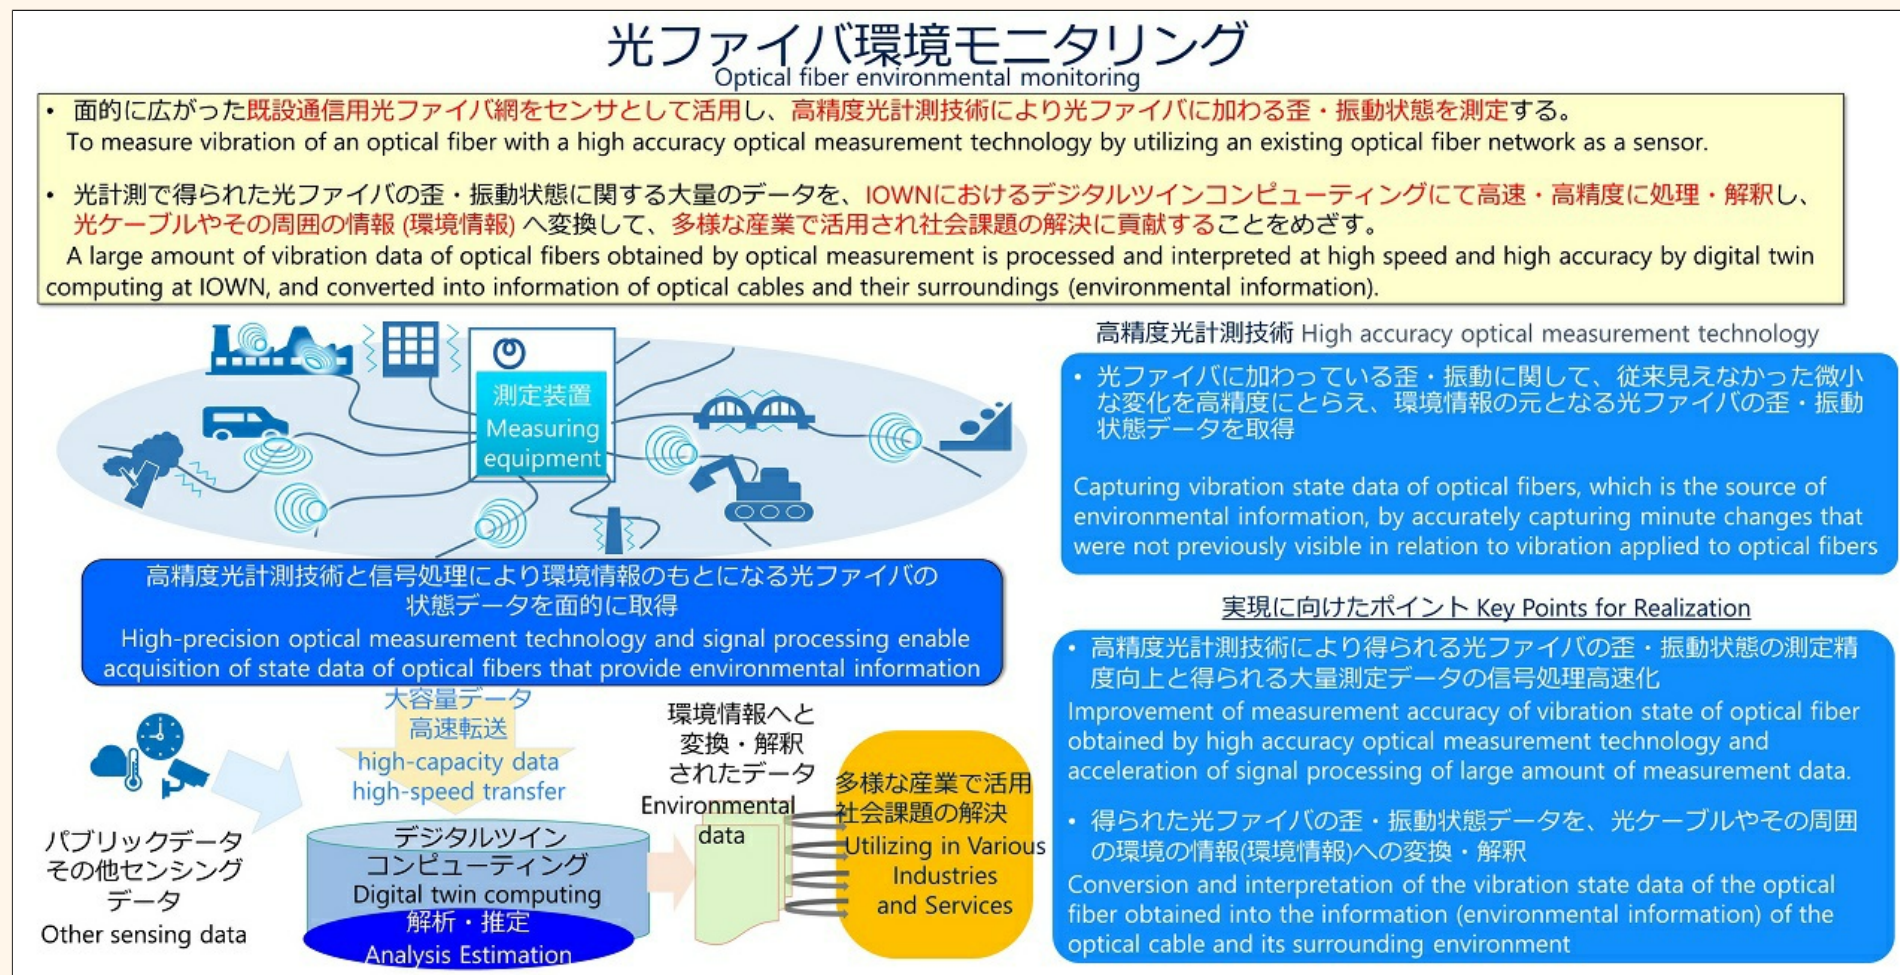 光ファイバ環境モニタリング
Optical fiber environmental monitoring
• 面的に広がった既設通信用光ファイバ網をセンサとして活用し、高精度光計測技術により光ファイバに加わる歪・振動状態を測定する。
To measure vibration of an optical fiber with a high accuracy optical measurement technology by utilizing an existing optical fiber network as a sensor.
• 光計測で得られた光ファイバの歪・振動状態に関する大量のデータを、IOWNにおけるデジタルツインコンピューティングにて高速・高精度に処理・解釈し、
光ケーブルやその周囲の情報 (環境情報) へ変換して、多様な産業で活用され社会課題の解決に貢献することをめざす。
A large amount of vibration data of optical fibers obtained by optical measurement is processed and interpreted at high speed and high accuracy by digital twin
computing at IOWN, and converted into information of optical cables and their surroundings (environmental information).
測定装置
Measuring
equipment
高精度光計測技術と信号処理により環境情報のもとになる光ファイバの
状態データを面的に取得
High-precision optical measurement technology and signal processing enable
acquisition of state data of optical fibers that provide environmental information
大容量データ
高速転送
high-capacity data
high-speed transfer
パブリックデータ
その他センシング
データ
Other sensing data
デジタルツイン
コンピューティング
Digital twin computing
解析・推定
Analysis Estimation
環境情報へと
変換・解釈
されたデータ
Environmental
data
多様な産業で活用
社会課題の解決
Utilizing in Various
Industries
and Services
高精度光計測技術 High accuracy optical measurement technology
• 光ファイバに加わっている歪・振動に関して、従来見えなかった微小
な変化を高精度にとらえ、環境情報の元となる光ファイバの歪・振動
状態データを取得
Capturing vibration state data of optical fibers, which is the source of
environmental information, by accurately capturing minute changes that
were not previously visible in relation to vibration applied to optical fibers
実現に向けたポイント Key Points for Realization
• 高精度光計測技術により得られる光ファイバの歪・振動状態の測定精
度向上と得られる大量測定データの信号処理高速化
Improvement of measurement accuracy of vibration state of optical fiber
obtained by high accuracy optical measurement technology and
acceleration of signal processing of large amount of measurement data.
• 得られた光ファイバの歪・振動状態データを、光ケーブルやその周囲
の環境の情報(環境情報)への変換・解釈
Conversion and interpretation of the vibration state data of the optical
fiber obtained into the information (environmental information) of the
optical cable and its surrounding environment